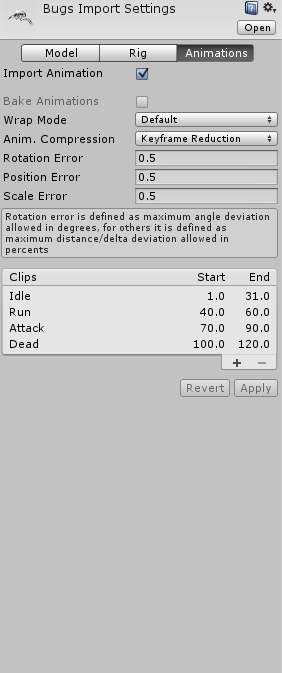 Bugs Import Settings
Open
Model Rig Animations
Import Animation
Bake Animations
Wrap Mode Default
Anim. Compression Keyframe Reduction
Rotation Error 0.5
Position Error 0.5
Scale Error 0.5
Rotation error is defined as maximum angle deviation
allowed in degrees, for others it is defined as
maximum distance/delta deviation allowed in
percents
Clips Start End
Idle 1.0 31.0
Run 40.0 60.0
Attack 70.0 90.0
Dead 100.0 120.0
+ −
Revert Apply